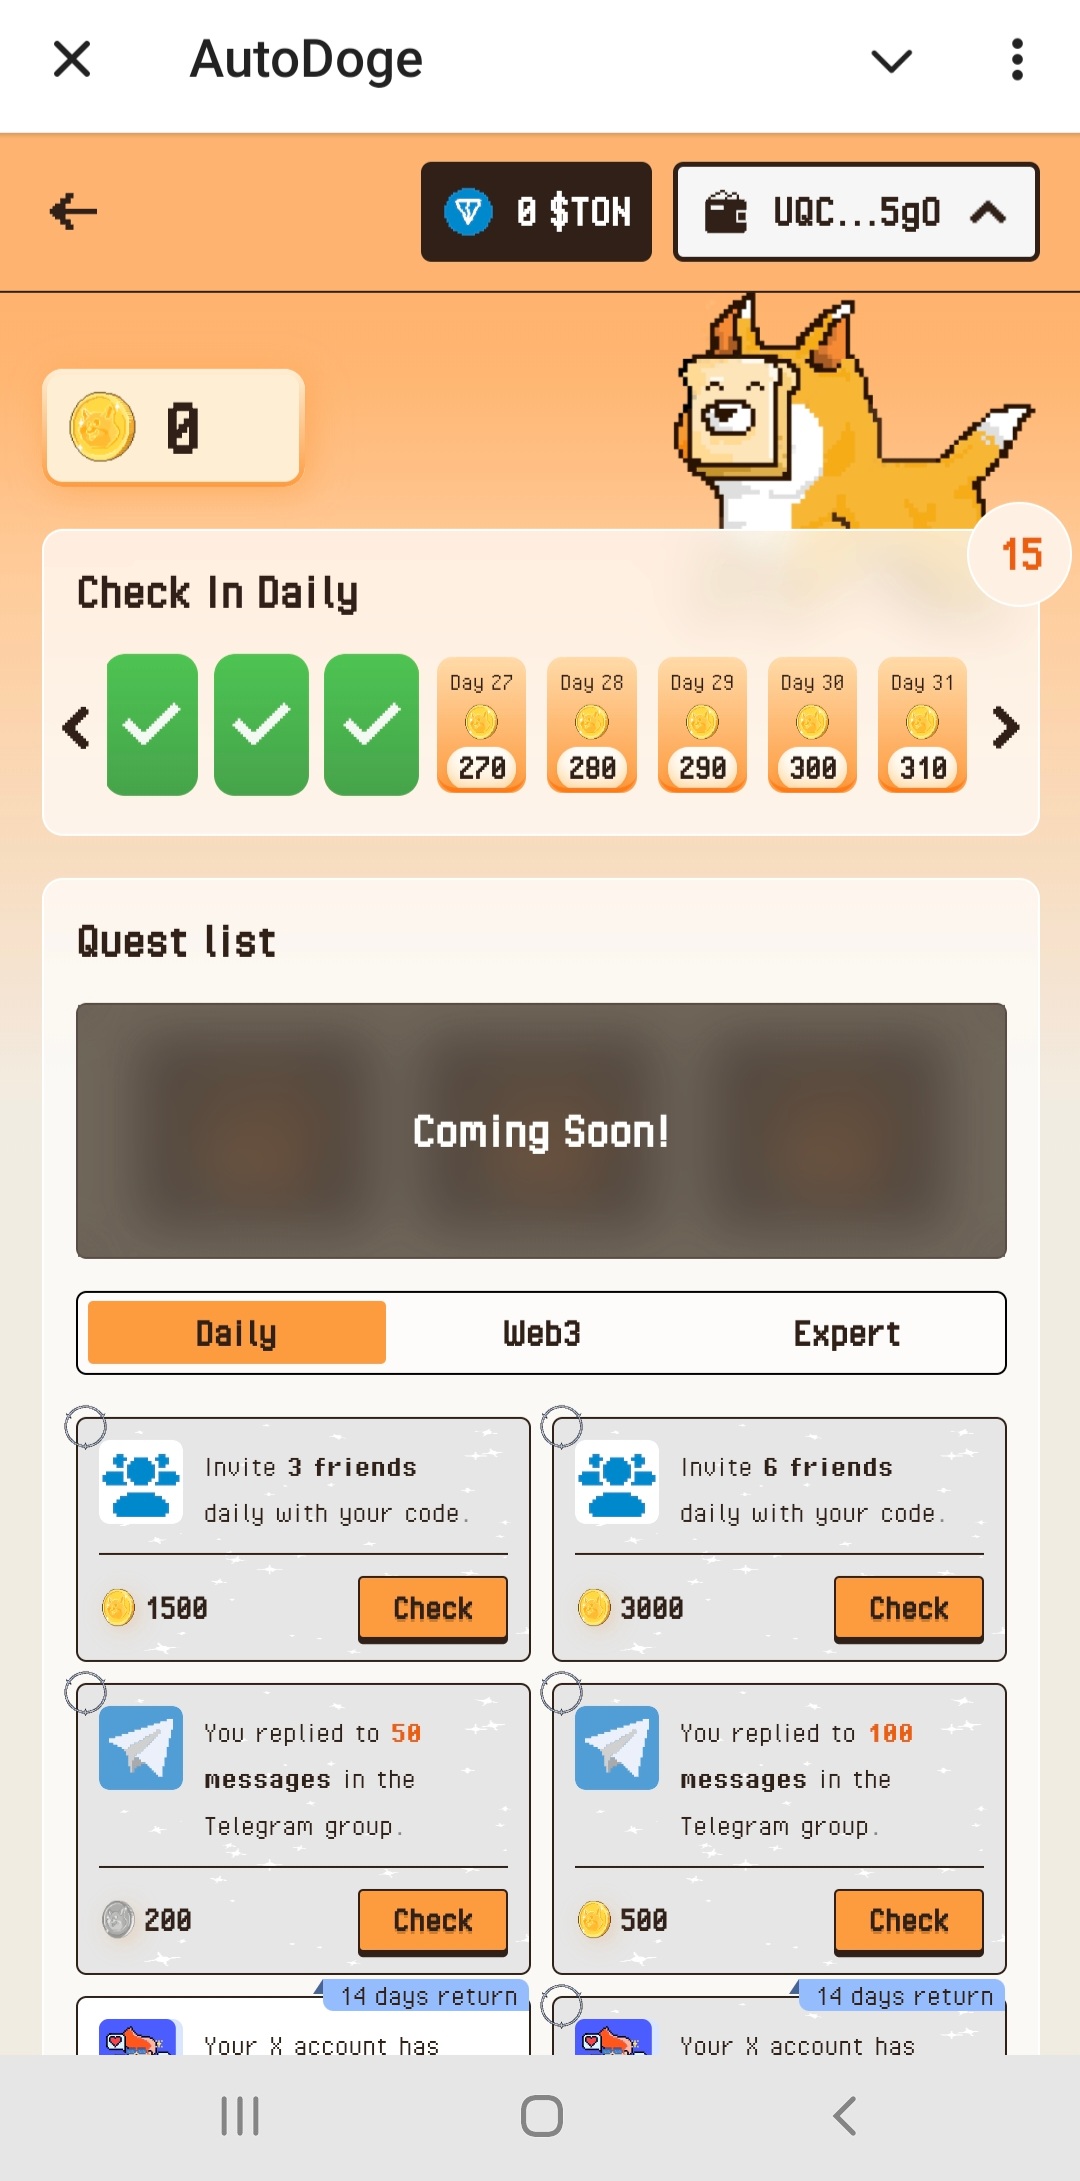 AutoDoge
0 $TON
UQC...5g0
0
15
Check In Daily
Day 27
Day 28
Day 29
Day 30
Day 31
270
280
290
300
310
Quest list
Coming Soon!
Daily
Web3
Expert
Invite 3 friends
daily with your code.
1500
Check
Invite 6 friends
daily with your code.
3000
Check
You replied to 50
messages in the
Telegram group.
200
Check
You replied to 100
messages in the
Telegram group.
500
Check
14 days return
Your X account has
14 days return
Your X account has